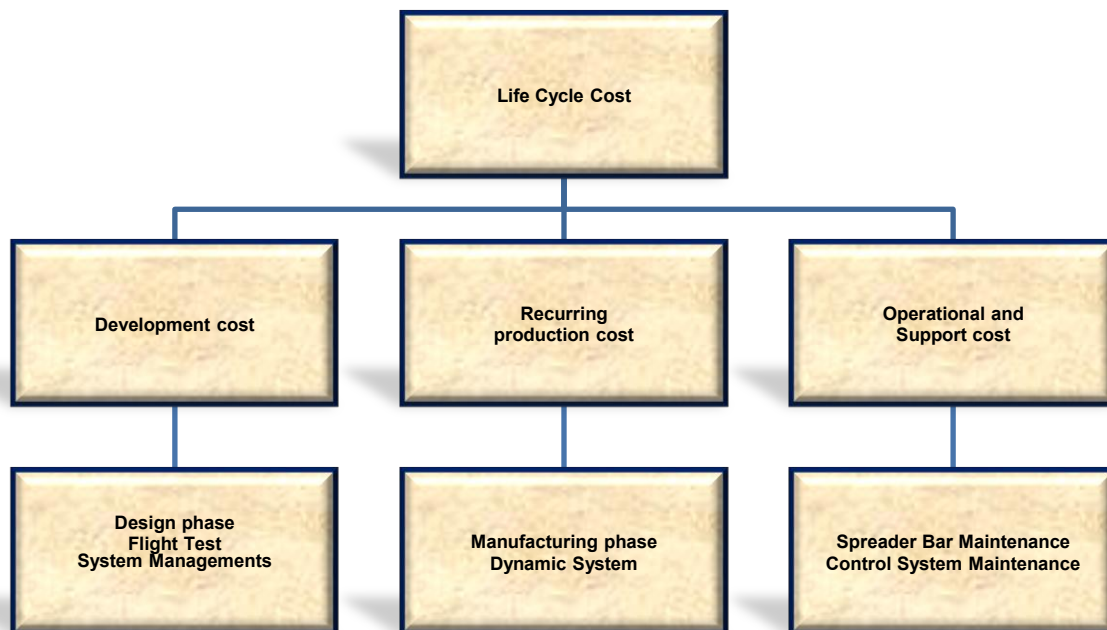 Life Cycle Cost
Development cost
Recurring
production cost
Operational and
Support cost
Design phase
Flight Test
System Managements
Manufacturing phase
Dynamic System
Spreader Bar Maintenance
Control System Maintenance